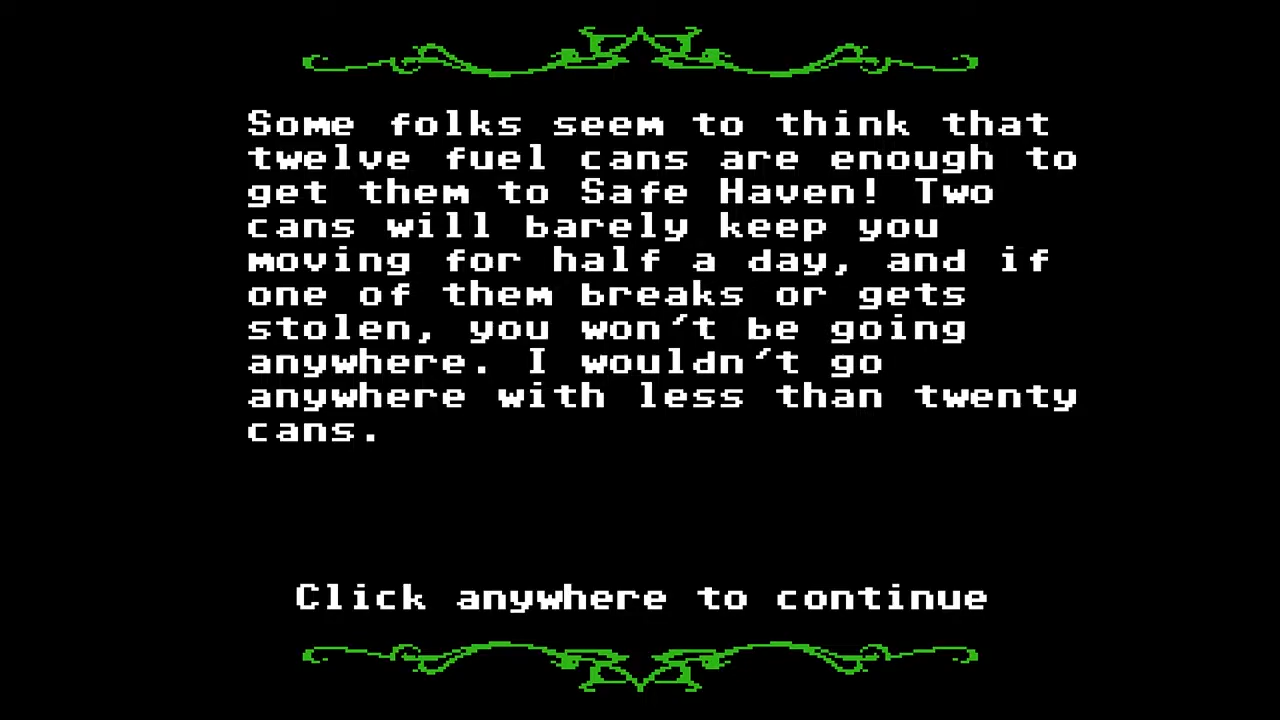 Some folks seem to think that
twelve fuel cans are enough to
get them to Safe Haven! Two
cans will barely keep you
moving for half a day, and if
one of them breaks or gets
stolen, you won't be going
anywhere. I wouldn't go
anywhere with less than twenty
cans.
Click anywhere to continue